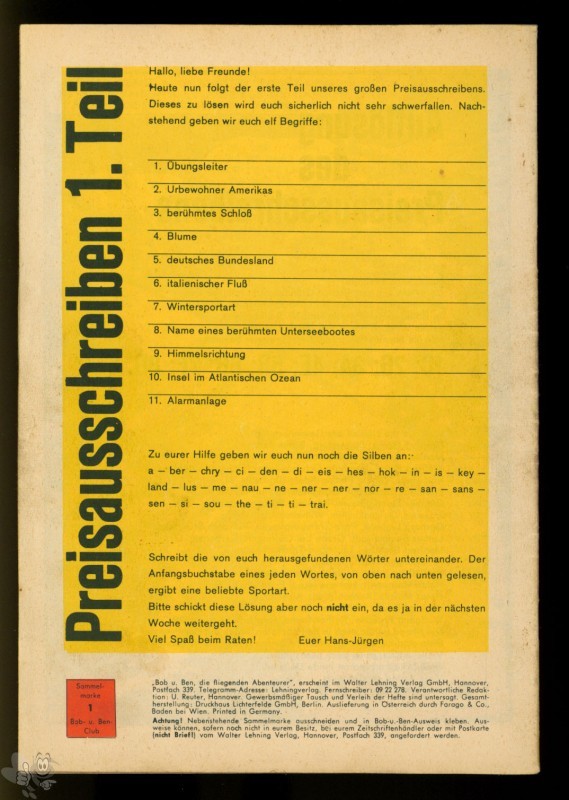 Preisausschreiben 1. Teil
Hallo, liebe Freunde!
Heute nun folgt der erste Teil unseres großen Preisausschreibens.
Dieses zu lösen wird euch sicherlich nicht sehr schwerfallen. Nach-
stehend geben wir euch elf Begriffe:
1. Übungsleiter
2. Urbewohner Amerikas
3. berühmtes Schloß
4. Blume
5. deutsches Bundesland
6. italienischer Fluß
7. Wintersportart
8. Name eines berühmten Unterseebootes
9. Himmelsrichtung
10. Insel im Atlantischen Ozean
11. Alarmanlage
Zu eurer Hilfe geben wir euch nun noch die Silben an:
a – ber – chry – ci – den – di – eis – hes – hok – in – is – key –
land – lus – me – nau – ne – ner – ner – nor – re – san – sans –
sen – si – sou – the – ti – ti – trai.
Schreibt die von euch herausgefundenen Wörter untereinander. Der
Anfangsbuchstabe eines jeden Wortes, von oben nach unten gelesen,
ergibt eine beliebte Sportart.
Bitte schickt diese Lösung aber noch nicht ein, da es ja in der nächsten
Woche weitergeht.
Viel Spaß beim Raten! Euer Hans-Jürgen
Sammel-
marke
1
Bob- u. Ben-
Club
„Bob u. Ben, die fliegenden Abenteurer", erscheint im Walter Lehning Verlag GmbH, Hannover,
Postfach 339. Telegramm-Adresse: Lehningverlag. Fernschreiber: 09 22 278. Verantwortliche Redak-
tion: U. Reuter, Hannover. Gewerbsmäßiger Tausch und Verleih der Hefte sind untersagt. Gesamt-
herstellung: Druckhaus Lichterfelde GmbH, Berlin. Auslieferung in Österreich durch Farago & Co.,
Baden bei Wien. Printed in Germany.
Achtung! Nebenstehende Sammelmarke ausschneiden und in Bob-u.-Ben-Ausweis kleben. Aus-
weise können, sofern noch nicht in eurem Besitz, bei eurem Zeitschriftenhändler oder mit Postkarte
(nicht Brief!) vom Walter Lehning Verlag, Hannover, Postfach 339, angefordert werden.